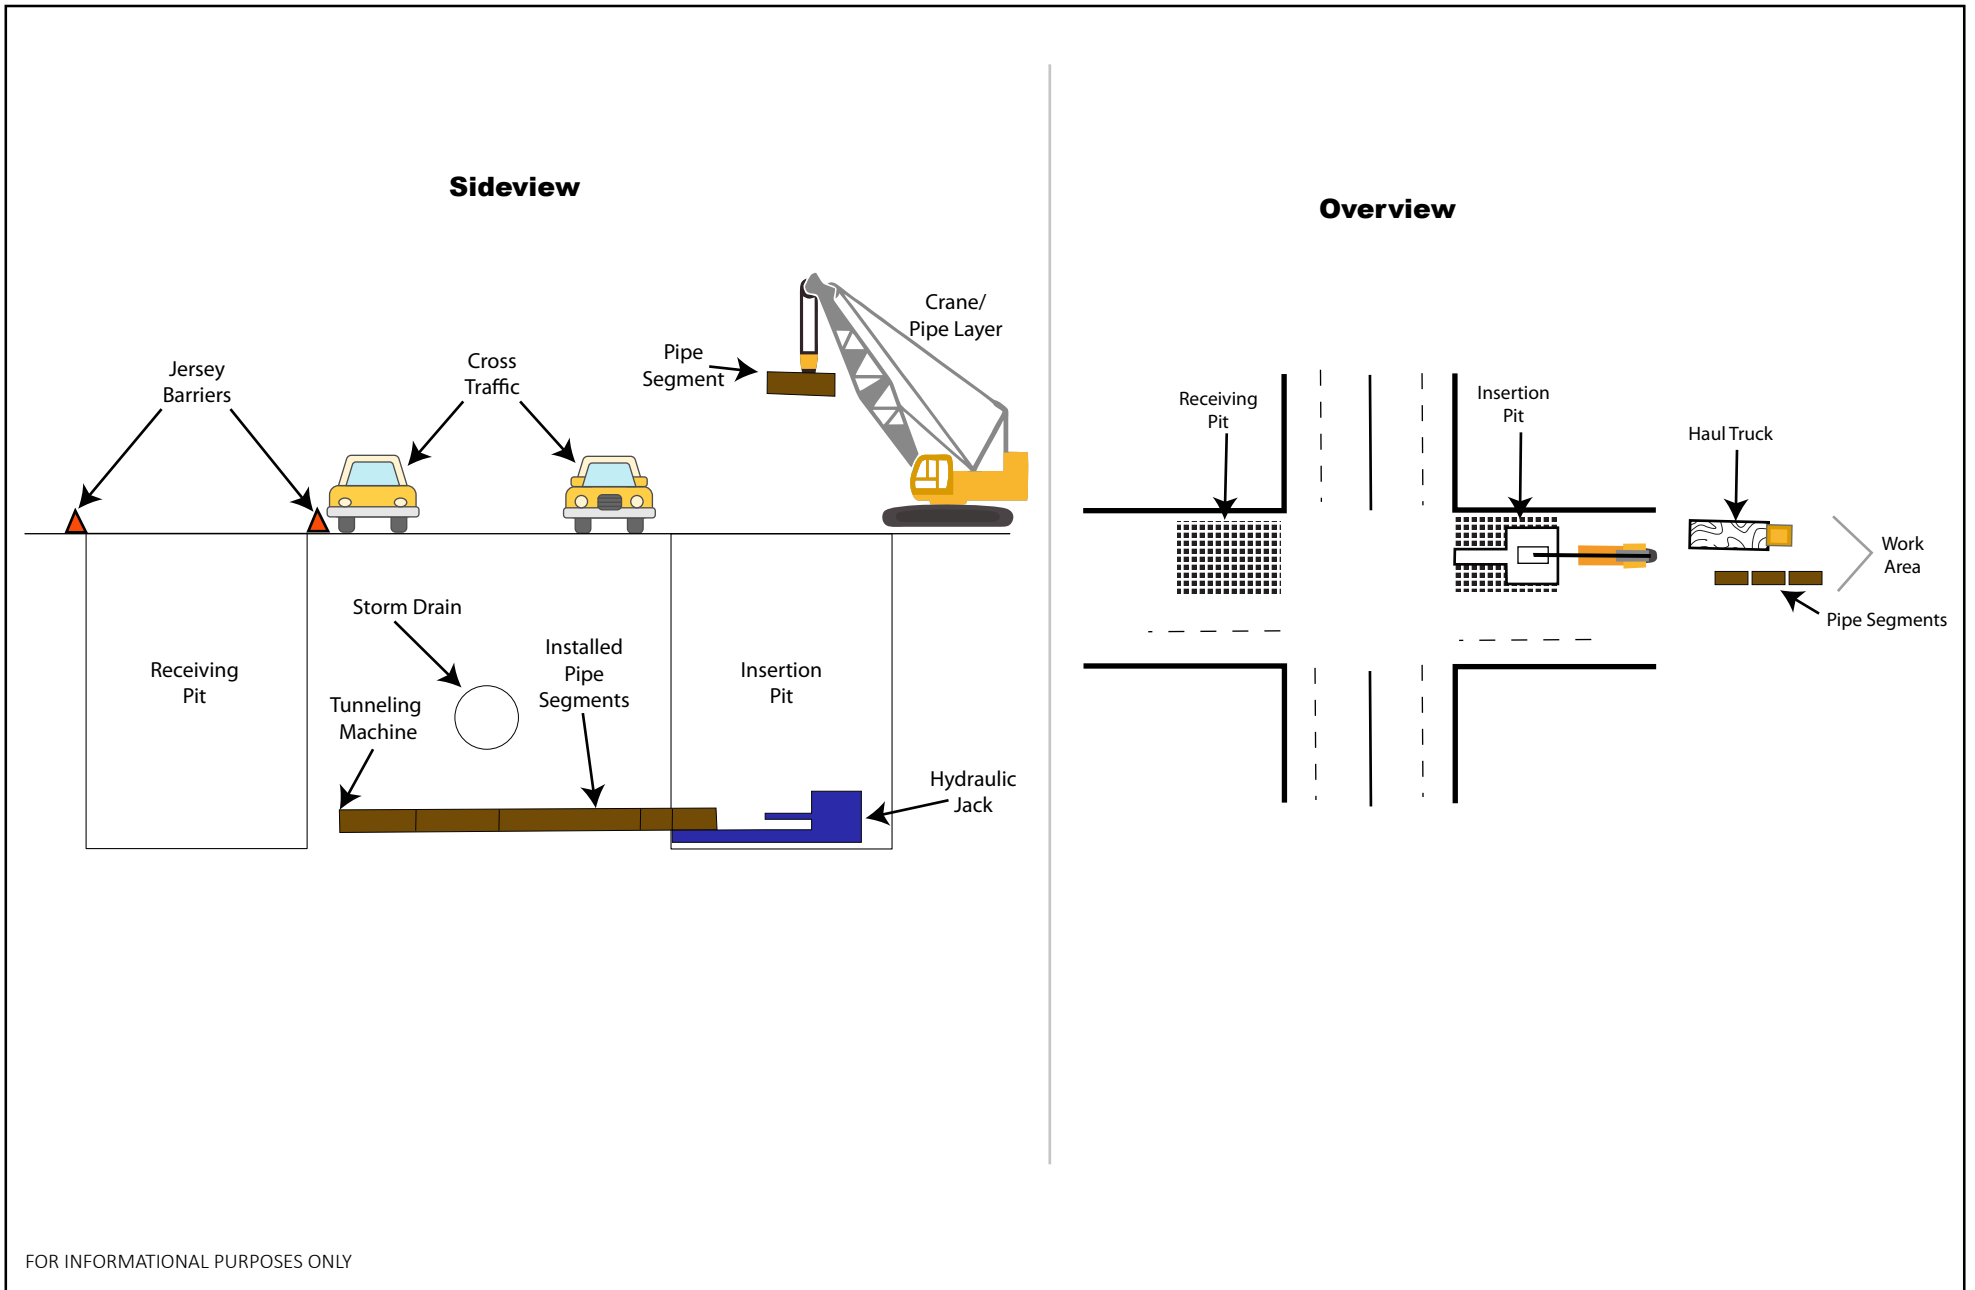 Sideview
Crane/
Pipe Layer
Pipe
Segment
Cross
Traffic
Jersey
Barriers
Storm Drain
Installed
Pipe
Segments
Receiving
Pit
Insertion
Pit
Tunneling
Machine
Hydraulic
Jack
Overview
Receiving
Pit
Insertion
Pit
Haul Truck
Work
Area
Pipe Segments
FOR INFORMATIONAL PURPOSES ONLY